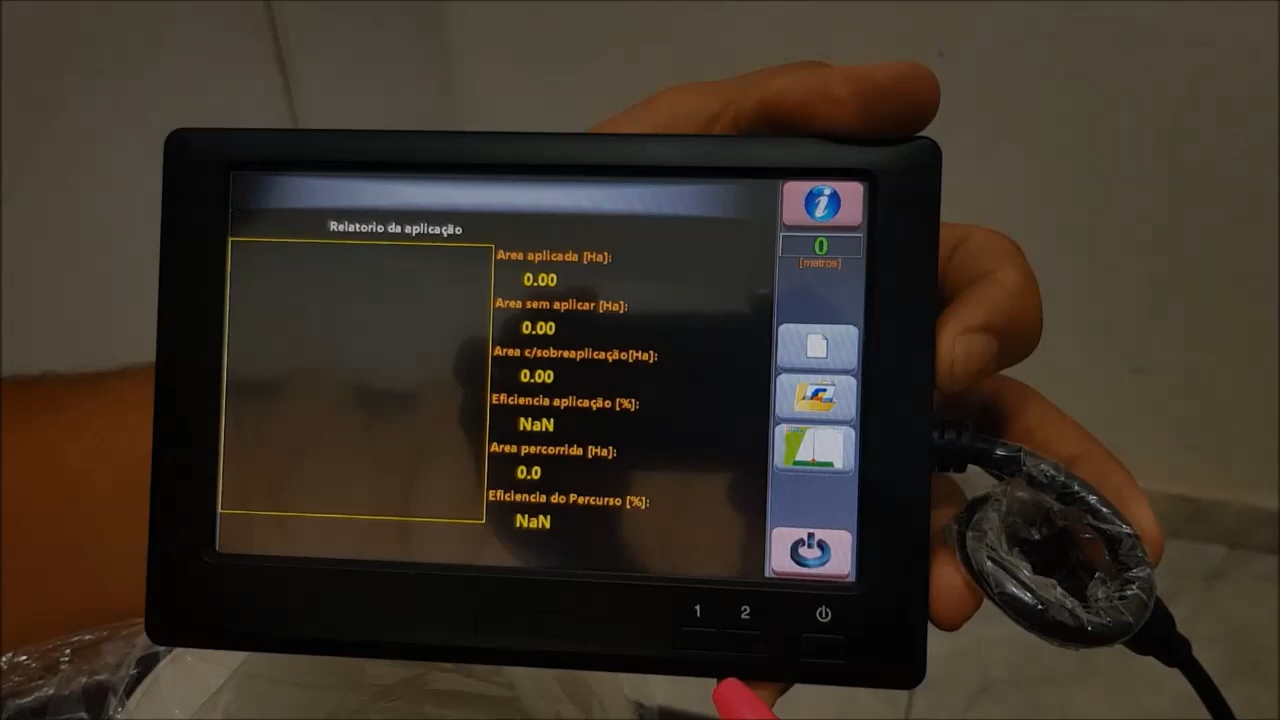 Relatorio da aplicação
Area aplicada [Ha]:
0.00
Area sem aplicar [Ha]:
0.00
Area c/sobreaplicação[Ha]:
0.00
Eficiencia aplicação [%]:
NaN
Area percorrida [Ha]:
0.0
Eficiencia do Percurso [%]:
NaN
i
0
[metros]
1 2